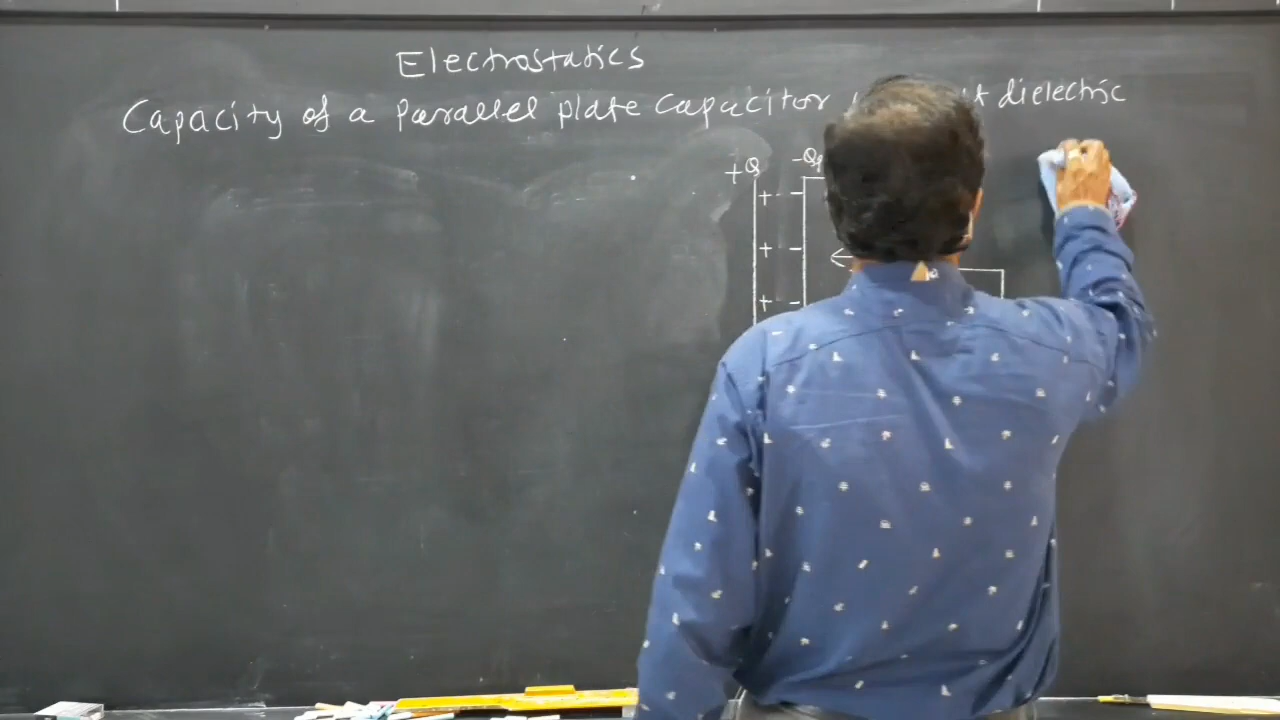 Electrostatics
Capacity of a Parallel plate Capacitor dielectric
+Q
+ -
+ -
+ -